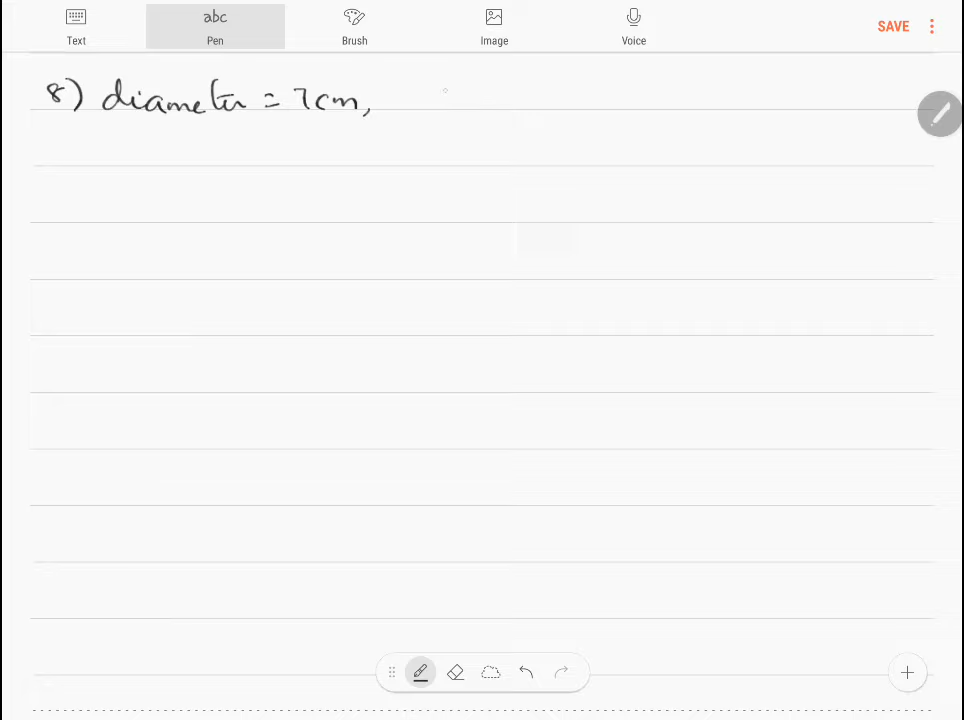 Text
abc
Pen
Brush
Image
Voice
SAVE
8) diameter = 7cm,